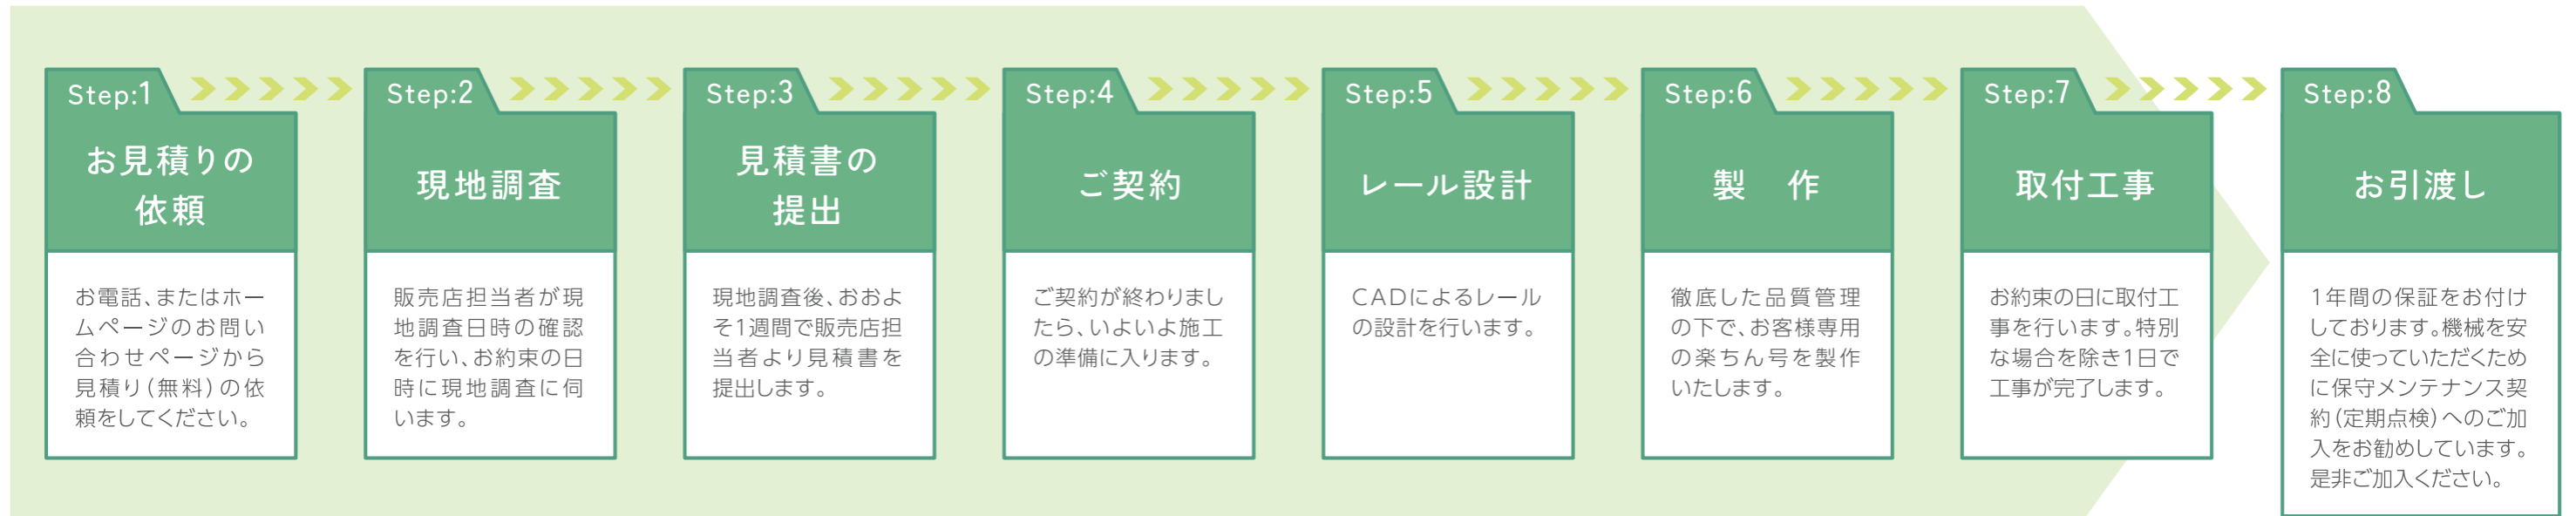 Step:1
お見積りの
依頼
お電話、またはホー
ムページのお問い
合わせページから
見積り(無料)の依
頼をしてください。
Step:2
現地調査
販売店担当者が現
地調査日時の確認
を行い、お約束の日
時に現地調査に伺
います。
Step:3
見積書の
提出
現地調査後、おおよ
そ1週間で販売店担
当者より見積書を
提出します。
Step:4
ご契約
ご契約が終わりまし
たら、いよいよ施工
の準備に入ります。
Step:5
レール設計
CADによるレール
の設計を行います。
Step:6
製　作
徹底した品質管理
の下で、お客様専用
の楽ちん号を製作
いたします。
Step:7
取付工事
お約束の日に取付工
事を行います。特別
な場合を除き1日で
工事が完了します。
Step:8
お引渡し
1年間の保証をお付け
しております。機械を安
全に使っていただくため
に保守メンテナンス契
約(定期点検)へのご加
入をお勧めしています。
是非ご加入ください。